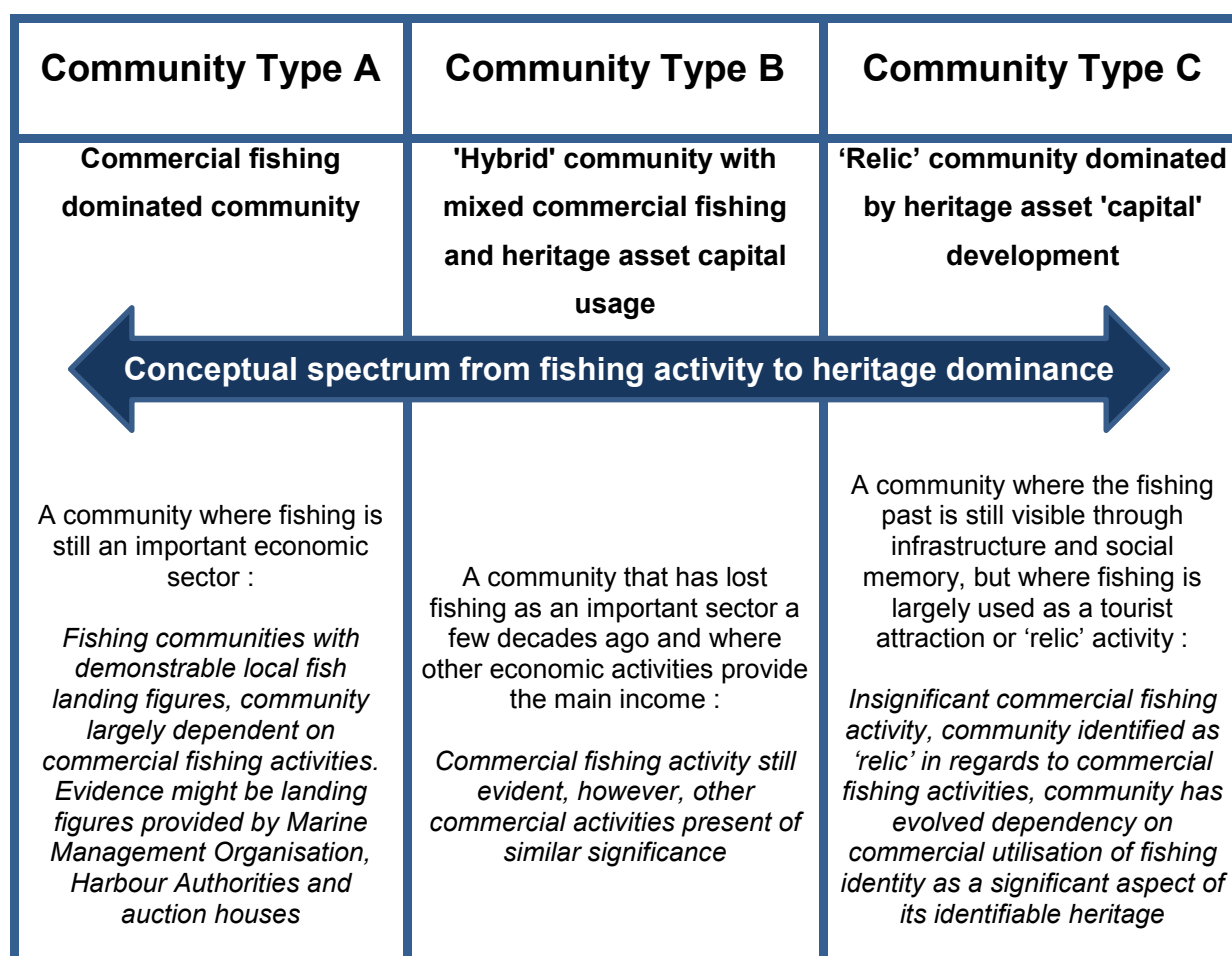 Community Type A
Community Type B
Community Type C
Commercial fishing
dominated community
'Hybrid' community with
mixed commercial fishing
and heritage asset capital
usage
‘Relic’ community dominated
by heritage asset 'capital'
development
Conceptual spectrum from fishing activity to heritage dominance
A community where fishing is
still an important economic
sector :
Fishing communities with
demonstrable local fish
landing figures, community
largely dependent on
commercial fishing activities.
Evidence might be landing
figures provided by Marine
Management Organisation,
Harbour Authorities and
auction houses
A community that has lost
fishing as an important sector a
few decades ago and where
other economic activities provide
the main income :
Commercial fishing activity still
evident, however, other
commercial activities present of
similar significance
A community where the fishing
past is still visible through
infrastructure and social
memory, but where fishing is
largely used as a tourist
attraction or ‘relic’ activity :
Insignificant commercial fishing
activity, community identified as
‘relic’ in regards to commercial
fishing activities, community has
evolved dependency on
commercial utilisation of fishing
identity as a significant aspect of
its identifiable heritage